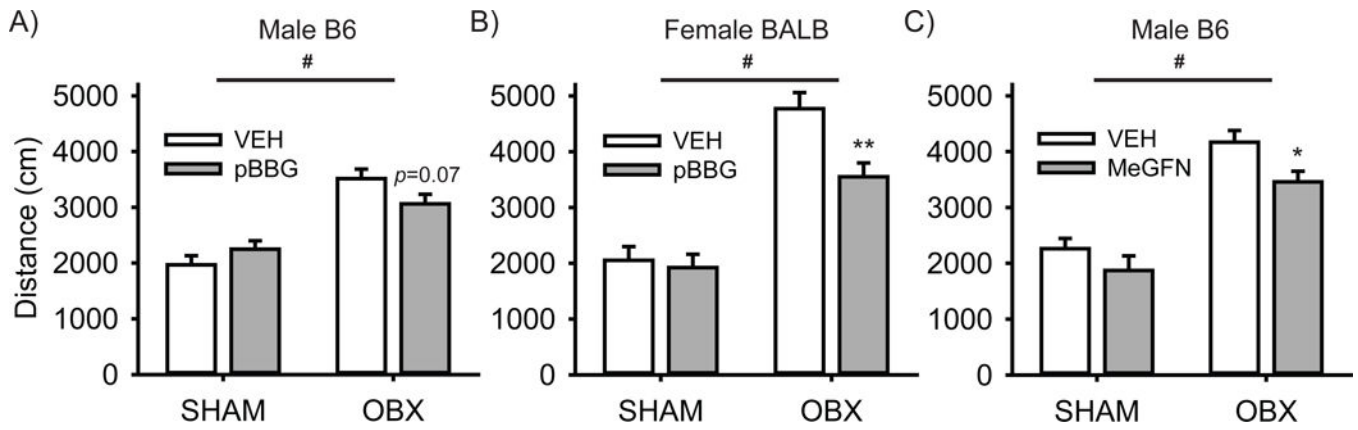 A)
Male B6
#
Distance (cm)
5000
4000
3000
2000
1000
0
VEH
pBBG
p=0.07
SHAM
OBX
B)
Female BALB
#
5000
4000
3000
2000
1000
0
VEH
pBBG
**
SHAM
OBX
C)
Male B6
#
5000
4000
3000
2000
1000
0
VEH
MeGFN
*
SHAM
OBX